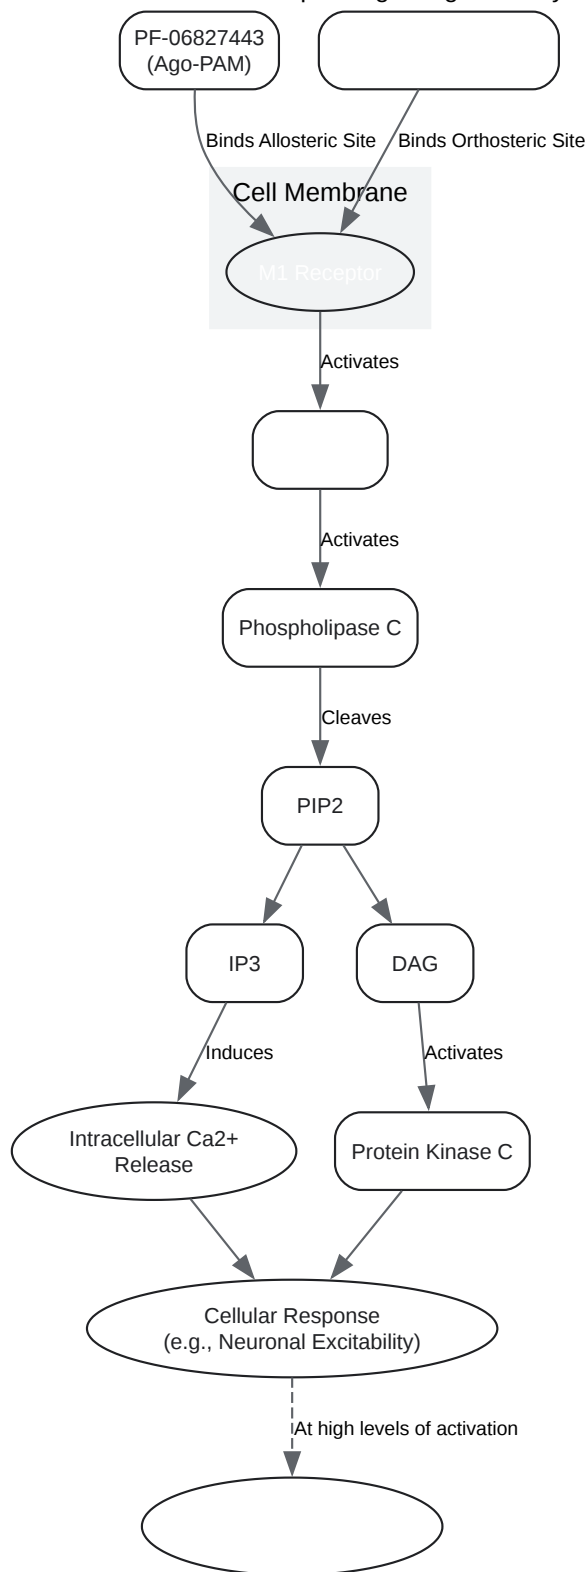 PF-06827443
(Ago-PAM)
Binds Allosteric Site
Binds Orthosteric Site
Cell Membrane
M1 Receptor
Activates
Activates
Phospholipase C
Cleaves
PIP2
IP3
DAG
Induces
Activates
Intracellular Ca2+
Release
Protein Kinase C
Cellular Response
(e.g., Neuronal Excitability)
At high levels of activation